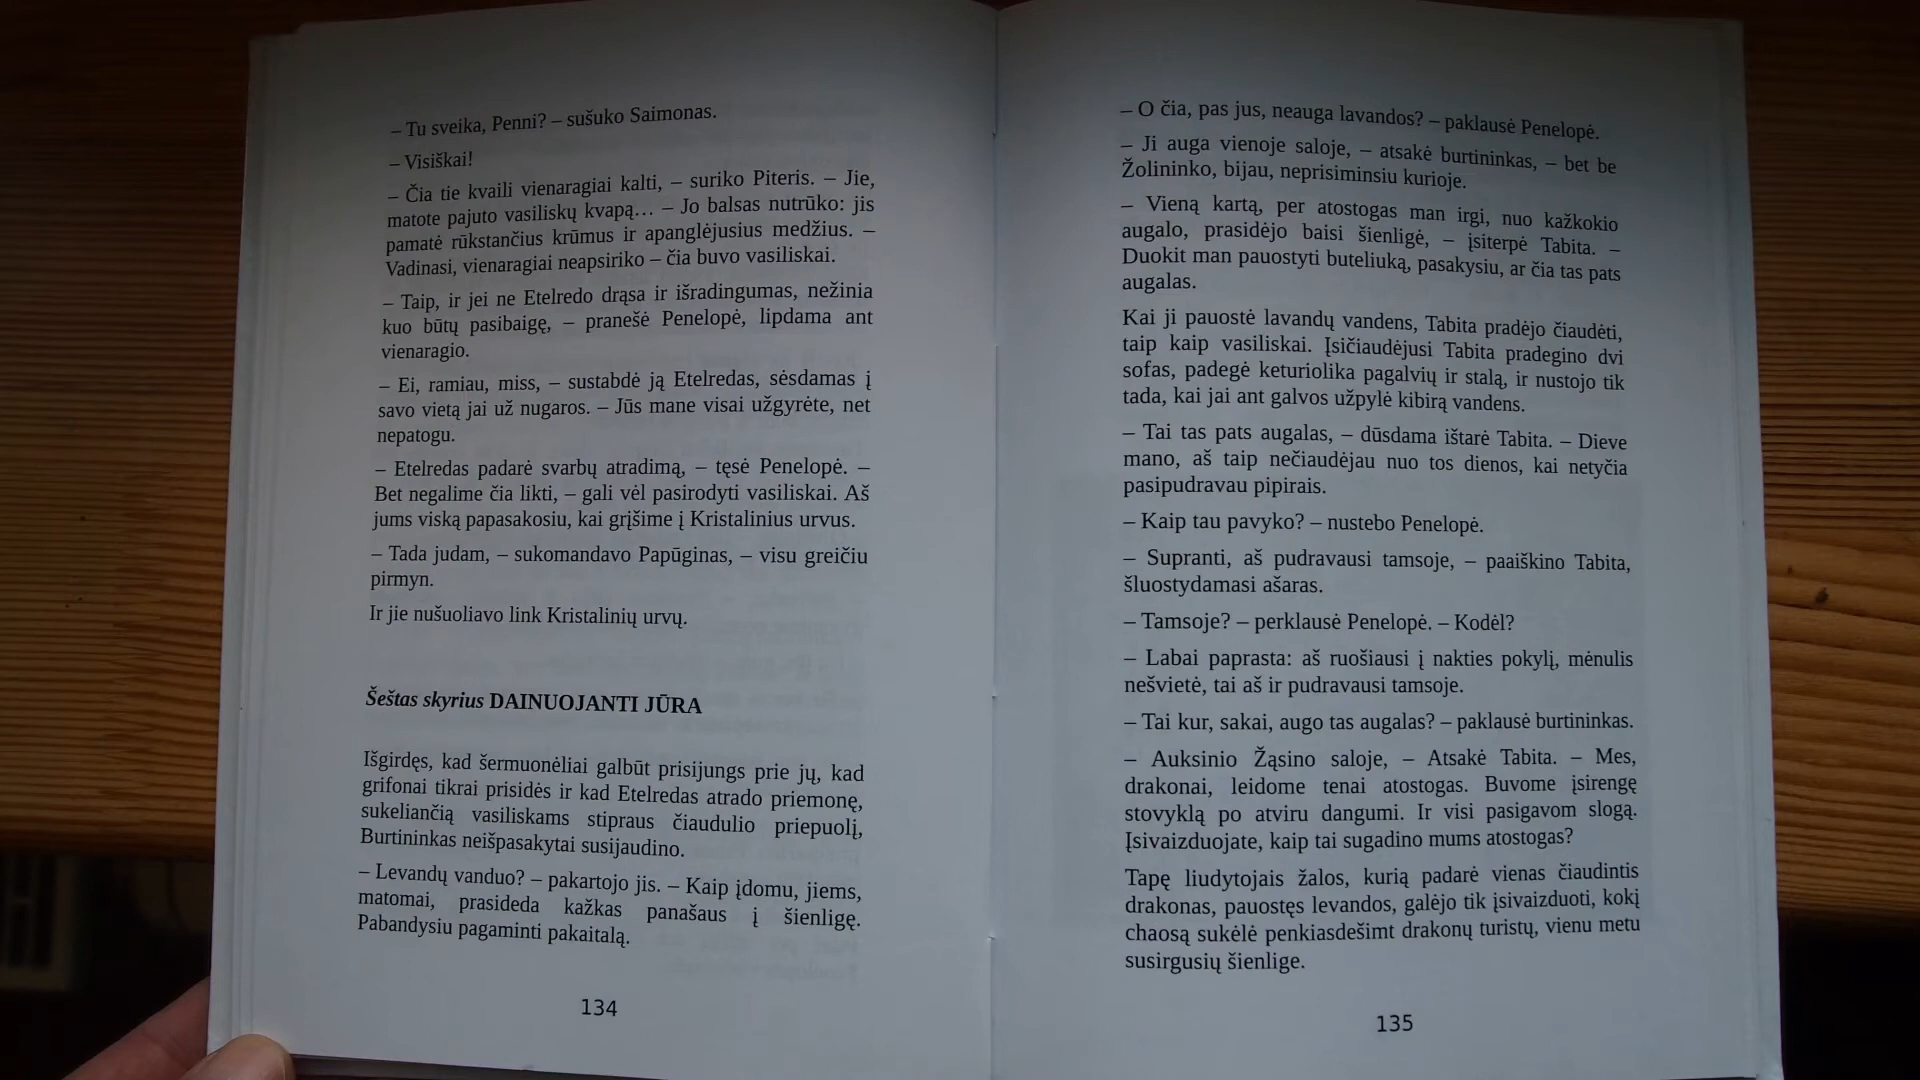 – Tu sveika, Penni? – sušuko Saimonas.
– Visiškai!
– Čia tie kvaili vienaragiai kalti, – suriko Piteris. – Jie,
matote pajuto vasiliskų kvapą… – Jo balsas nutrūko: jis
pamatė rūkstančius krūmus ir apanglėjusius medžius. –
Vadinasi, vienaragiai neapsiriko – čia buvo vasiliskai.
– Taip, ir jei ne Etelredo drąsa ir išradingumas, nežinia
kuo būtų pasibaigę, – pranešė Penelopė, lipdama ant
vienaragio.
– Ei, ramiau, miss, – sustabdė ją Etelredas, sėsdamas į
savo vietą jai už nugaros. – Jūs mane visai užgyrėte, net
nepatogu.
– Etelredas padarė svarbų atradimą, – tęsė Penelopė. –
Bet negalime čia likti, – gali vėl pasirodyti vasiliskai. Aš
jums viską papasakosiu, kai grįšime į Kristalinius urvus.
– Tada judam, – sukomandavo Papūginas, – visu greičiu
pirmyn.
Ir jie nušuoliavo link Kristalinių urvų.
Šeštas skyrius DAINUOJANTI JŪRA
Išgirdęs, kad šermuonėliai galbūt prisijungs prie jų, kad
grifonai tikrai prisidės ir kad Etelredas atrado priemonę,
sukeliančią vasiliskams stipraus čiaudulio priepuolį,
Burtininkas neišpasakytai susijaudino.
– Levandų vanduo? – pakartojo jis. – Kaip įdomu, jiems,
matomai, prasideda kažkas panašaus į šienligę.
Pabandysiu pagaminti pakaitalą.
134
– O čia, pas jus, neauga lavandos? – paklausė Penelopė.
– Ji auga vienoje saloje, – atsakė burtininkas, – bet be
Žolininko, bijau, neprisiminsiu kurioje.
– Vieną kartą, per atostogas man irgi, nuo kažkokio
augalo, prasidėjo baisi šienligė, – įsiterpė Tabita. –
Duokit man pauostyti buteliuką, pasakysiu, ar čia tas pats
augalas.
Kai ji pauostė lavandų vandens, Tabita pradėjo čiaudėti,
taip kaip vasiliskai. Įsičiaudėjusi Tabita pradegino dvi
sofas, padegė keturiolika pagalvių ir stalą, ir nustojo tik
tada, kai jai ant galvos užpylė kibirą vandens.
– Tai tas pats augalas, – dūsdama ištarė Tabita. – Dieve
mano, aš taip nečiaudėjau nuo tos dienos, kai netyčia
pasipudravau pipirais.
– Kaip tau pavyko? – nustebo Penelopė.
– Supranti, aš pudravausi tamsoje, – paaiškino Tabita,
šluostydamasi ašaras.
– Tamsoje? – perklausė Penelopė. – Kodėl?
– Labai paprasta: aš ruošiausi į nakties pokylį, mėnulis
nešvietė, tai aš ir pudravausi tamsoje.
– Tai kur, sakai, augo tas augalas? – paklausė burtininkas.
– Auksinio Žąsino saloje, – Atsakė Tabita. – Mes,
drakonai, leidome tenai atostogas. Buvome įsirengę
stovyklą po atviru dangumi. Ir visi pasigavom slogą.
Įsivaizduojate, kaip tai sugadino mums atostogas?
Tapę liudytojais žalos, kurią padarė vienas čiaudintis
drakonas, pauostęs levandos, galėjo tik įsivaizduoti, kokį
chaosą sukėlė penkiasdešimt drakonų turistų, vienu metu
susirgusių šienlige.
135